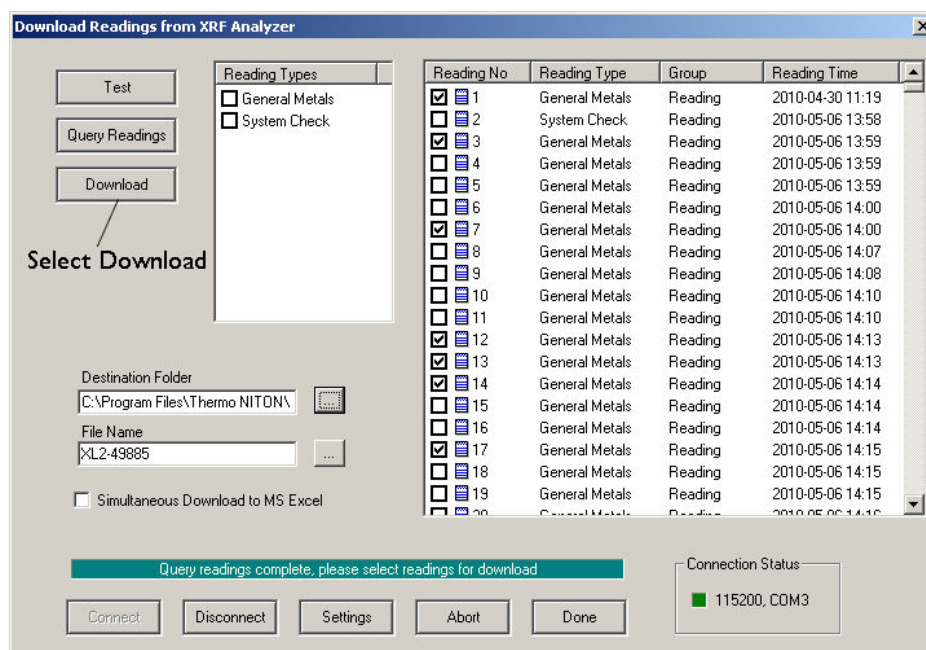 Download Readings from XRF Analyzer
Test
Query Readings
Download
Select Download
Reading Types
General Metals
System Check
Destination Folder
C:\Program Files\Thermo NITON\
...
File Name
XL2-49885
...
Simultaneous Download to MS Excel
Reading No Reading Type Group Reading Time
1 General Metals Reading 2010-04-30 11:19
2 System Check Reading 2010-05-06 13:58
3 General Metals Reading 2010-05-06 13:59
4 General Metals Reading 2010-05-06 13:59
5 General Metals Reading 2010-05-06 13:59
6 General Metals Reading 2010-05-06 14:00
7 General Metals Reading 2010-05-06 14:00
8 General Metals Reading 2010-05-06 14:07
9 General Metals Reading 2010-05-06 14:08
10 General Metals Reading 2010-05-06 14:10
11 General Metals Reading 2010-05-06 14:10
12 General Metals Reading 2010-05-06 14:13
13 General Metals Reading 2010-05-06 14:13
14 General Metals Reading 2010-05-06 14:14
15 General Metals Reading 2010-05-06 14:14
16 General Metals Reading 2010-05-06 14:14
17 General Metals Reading 2010-05-06 14:15
18 General Metals Reading 2010-05-06 14:15
19 General Metals Reading 2010-05-06 14:15
Query readings complete, please select readings for download
Connect Disconnect Settings Abort Done
Connection Status
115200, COM3